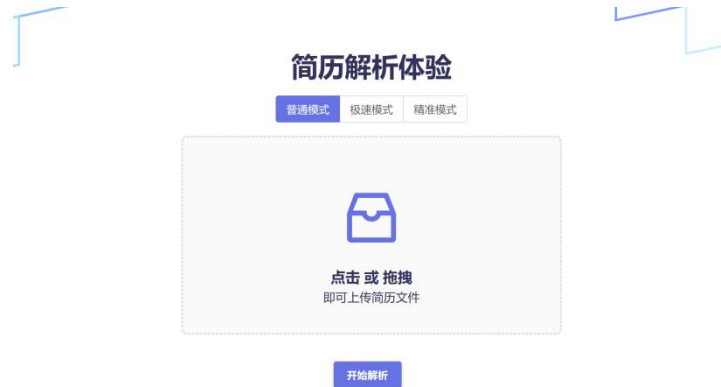 简历解析体验
普通模式 极速模式 精准模式
点击 或 拖拽
即可上传简历文件
开始解析